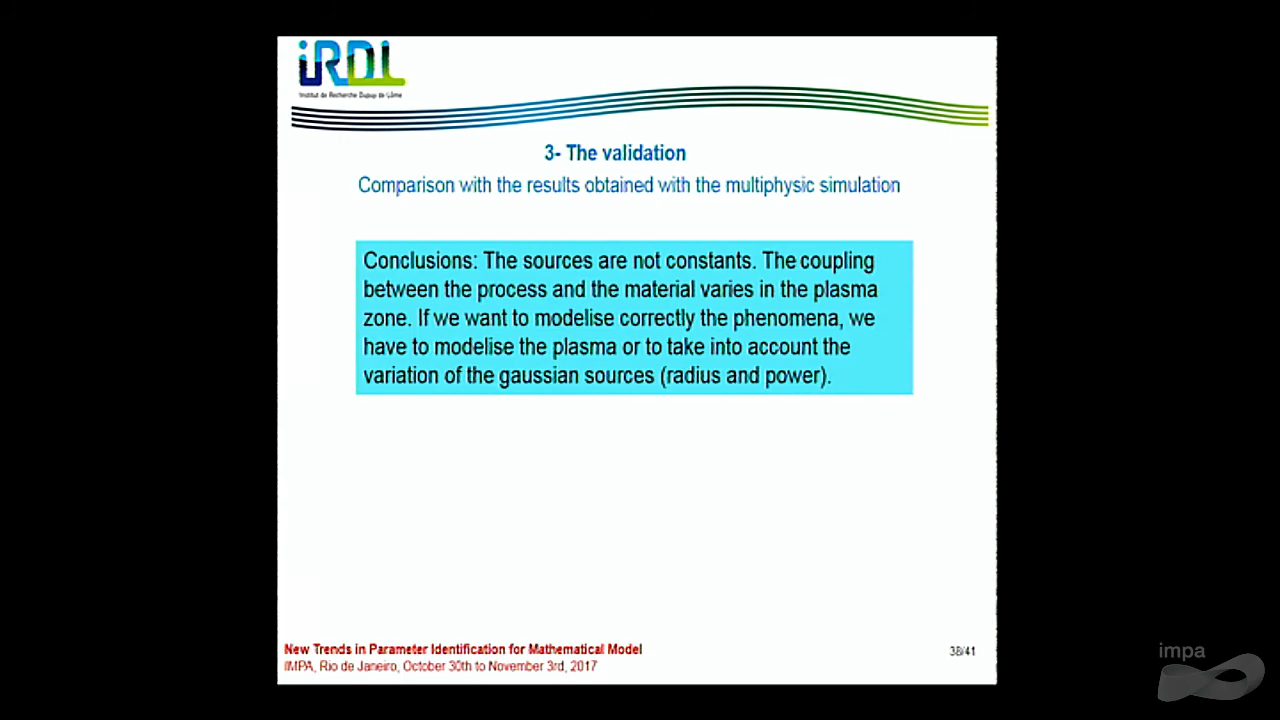 iRDL
Institut de Recherche Dupuy de Lôme
3- The validation
Comparison with the results obtained with the multiphysic simulation
Conclusions: The sources are not constants. The coupling
between the process and the material varies in the plasma
zone. If we want to modelise correctly the phenomena, we
have to modelise the plasma or to take into account the
variation of the gaussian sources (radius and power).
New Trends in Parameter Identification for Mathematical Model
IMPA, Rio de Janeiro, October 30th to November 3rd, 2017
38/41
impa